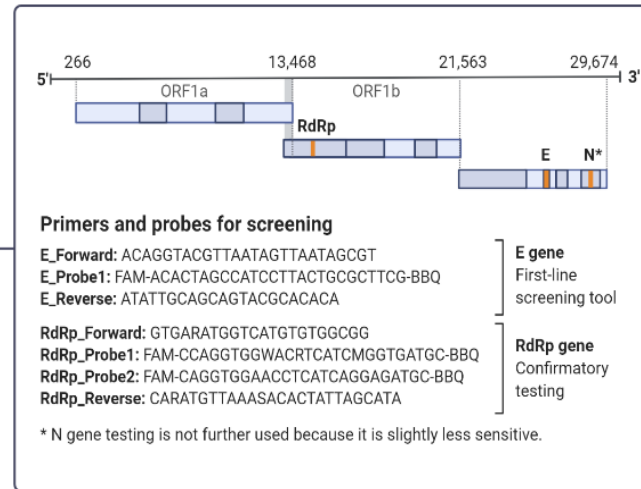 266 13,468 21,563 29,674
5' 3'
ORF1a ORF1b
RdRp
E N*
Primers and probes for screening
E_Forward: ACAGGTACGTTAATAGTTAATAGCGT
E_Probe1: FAM-ACACTAGCCATCCTTACTGCGCTTCG-BBQ
E_Reverse: ATATTGCAGCAGTACGCACACA
E gene
First-line
screening tool
RdRp_Forward: GTGARATGGTCATGTGTGGCGG
RdRp_Probe1: FAM-CCAGGTGGWACRTCATCMGGTGATGC-BBQ
RdRp_Probe2: FAM-CAGGTGGAACCTCATCAGGAGATGC-BBQ
RdRp_Reverse: CARATGTTAAASACACTATTAGCATA
RdRp gene
Confirmatory
testing
* N gene testing is not further used because it is slightly less sensitive.